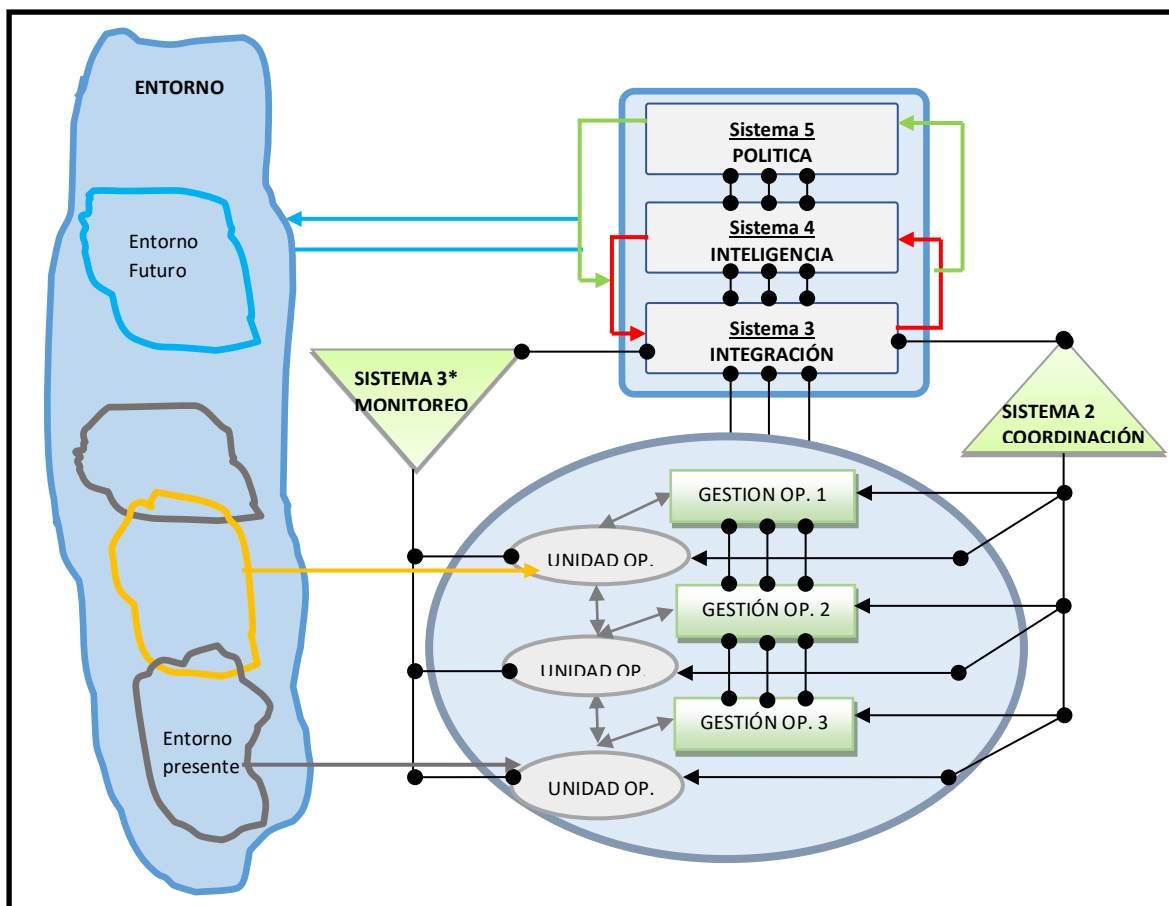 ENTORNO
Entorno
Futuro
Entorno
presente
Sistema 5
POLITICA
Sistema 4
INTELIGENCIA
Sistema 3
INTEGRACIÓN
SISTEMA 3*
MONITOREO
SISTEMA 2
COORDINACIÓN
GESTION OP. 1
UNIDAD OP.
GESTIÓN OP. 2
UNIDAD OP.
GESTIÓN OP. 3
UNIDAD OP.